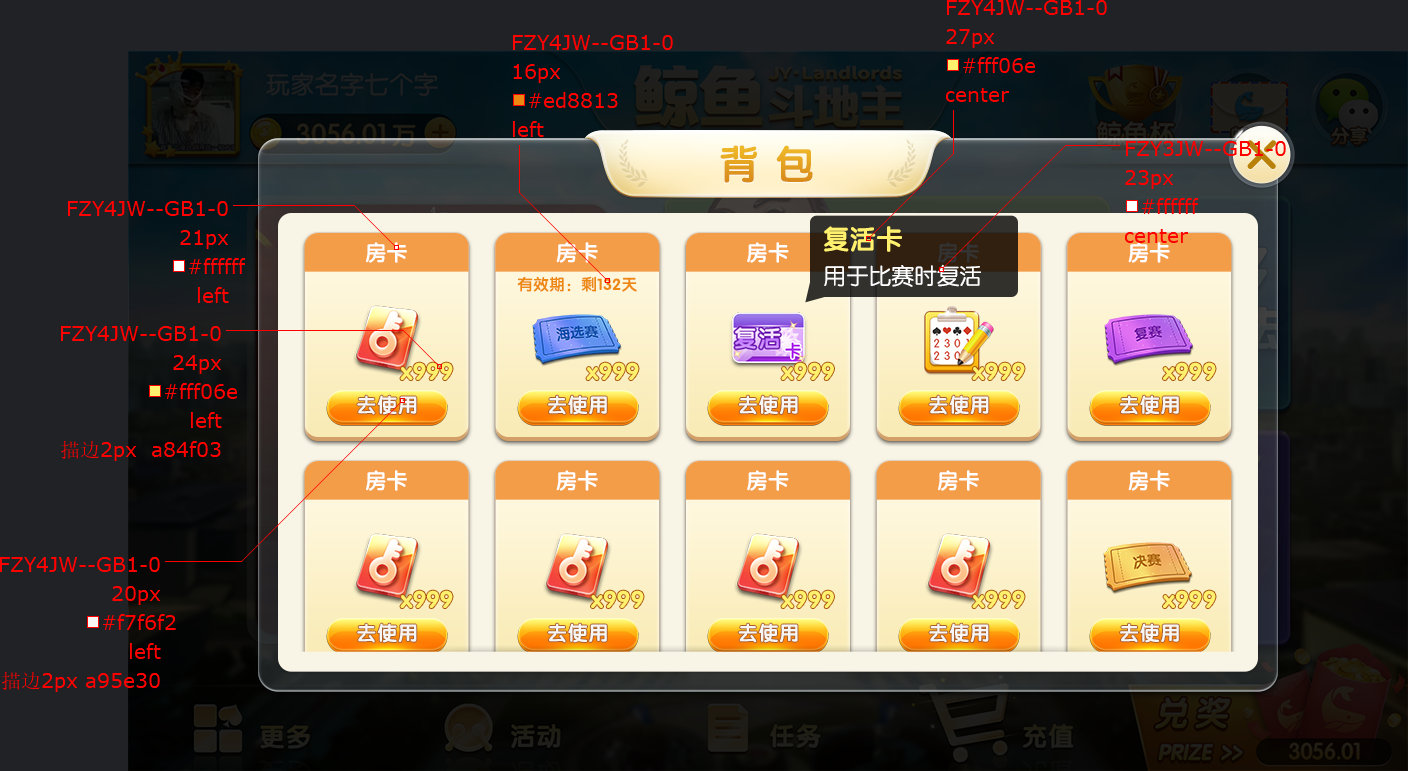 FZY4JW--GB1-0
27px
#fff06e
center
FZY4JW--GB1-0
16px
#ed8813
left
玩家名字七个字
3056.01万
鲸鱼
JY-Landlords
斗地主
鲸鱼杯
分享
背包
FZY3JW--GB1-0
23px
#ffffff
center
FZY4JW--GB1-0
21px
#ffffff
left
房卡
房卡
房卡
房卡
复活卡
用于比赛时复活
有效期：剩132天
海选赛
复活卡
230
230
复赛
x999
x999
x999
x999
x999
去使用
去使用
去使用
去使用
去使用
FZY4JW--GB1-0
24px
#fff06e
left
描边2px a84f03
房卡
房卡
房卡
房卡
房卡
决赛
x999
x999
x999
x999
x999
去使用
去使用
去使用
去使用
去使用
FZY4JW--GB1-0
20px
#f7f6f2
left
描边2px a95e30
更多
活动
任务
充值
兑奖
PRIZE >>
3056.01